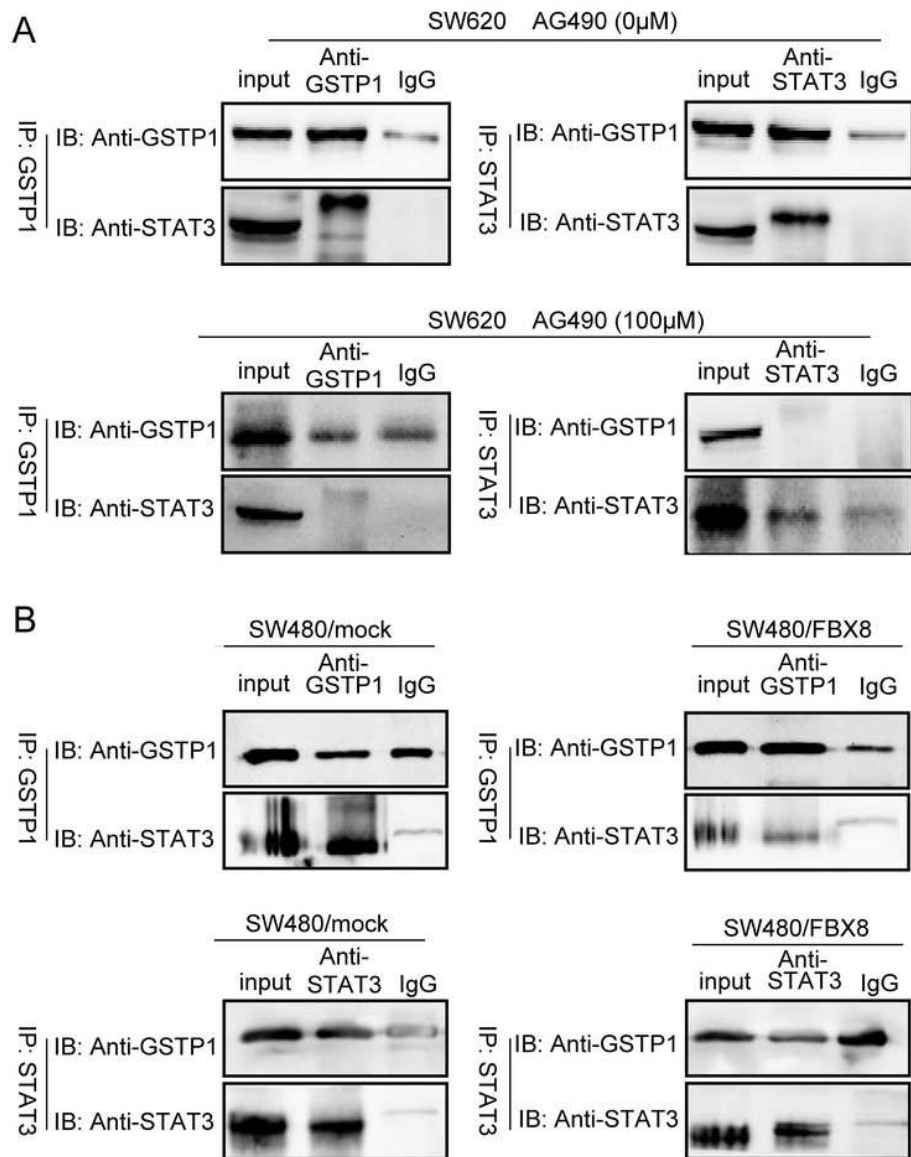 A
SW620 AG490 (0μM)
input Anti-GSTP1 IgG
input Anti-STAT3 IgG
IP: GSTP1
IB: Anti-GSTP1
IB: Anti-STAT3
IP: STAT3
IB: Anti-GSTP1
IB: Anti-STAT3
SW620 AG490 (100μM)
input Anti-GSTP1 IgG
input Anti-STAT3 IgG
IP: GSTP1
IB: Anti-GSTP1
IB: Anti-STAT3
IP: STAT3
IB: Anti-GSTP1
IB: Anti-STAT3
B
SW480/mock
input Anti-GSTP1 IgG
IP: GSTP1
IB: Anti-GSTP1
IB: Anti-STAT3
SW480/FBX8
input Anti-GSTP1 IgG
IP: GSTP1
IB: Anti-GSTP1
IB: Anti-STAT3
SW480/mock
input Anti-STAT3 IgG
IP: STAT3
IB: Anti-GSTP1
IB: Anti-STAT3
SW480/FBX8
input Anti-STAT3 IgG
IP: STAT3
IB: Anti-GSTP1
IB: Anti-STAT3